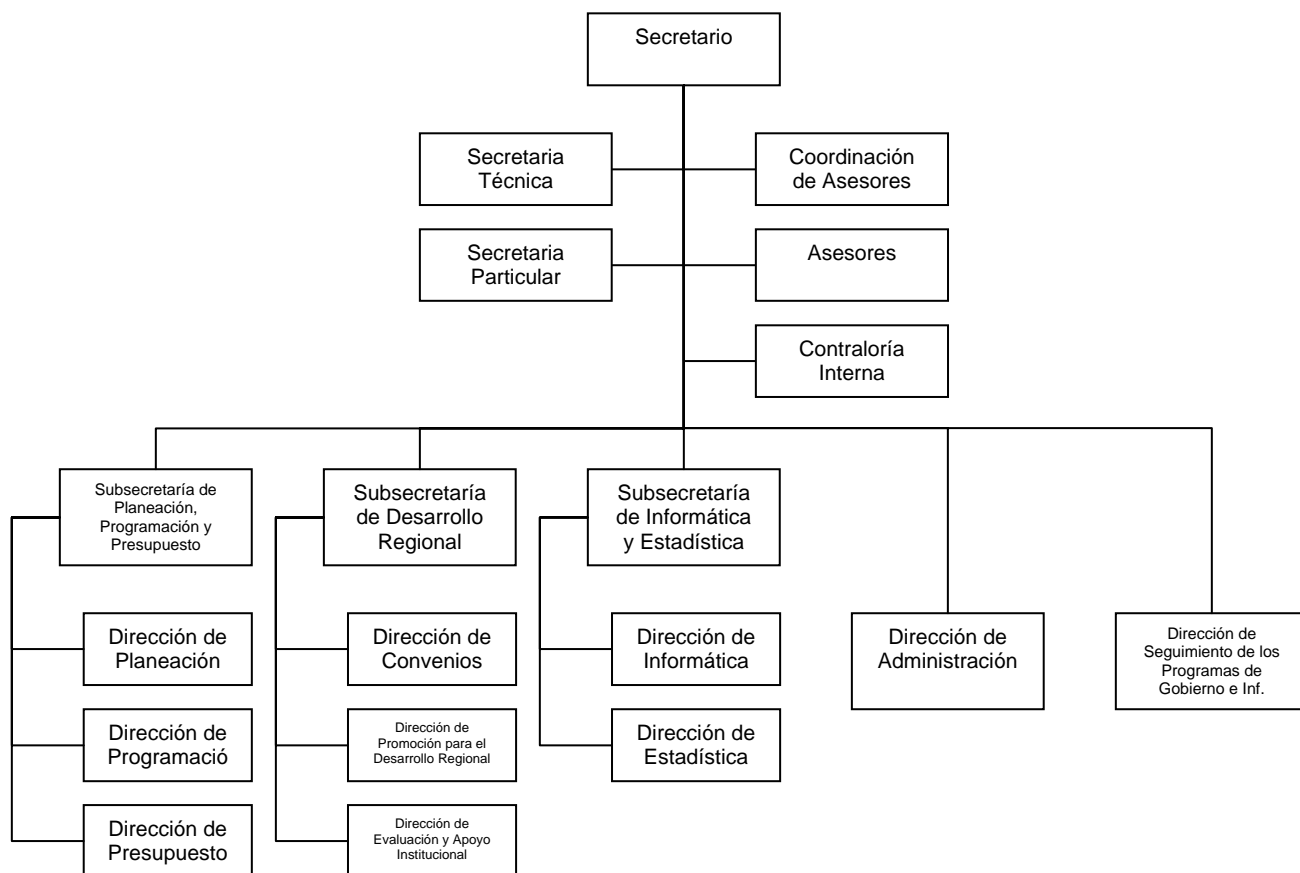 Secretario
Secretaria
Técnica
Coordinación
de Asesores
Secretaria
Particular
Asesores
Contraloría
Interna
Subsecretaría de
Planeación,
Programación y
Presupuesto
Subsecretaría
de Desarrollo
Regional
Subsecretaría
de Informática
y Estadística
Dirección de
Planeación
Dirección de
Convenios
Dirección de
Informática
Dirección de
Administración
Dirección de
Seguimiento de los
Programas de
Gobierno e Inf.
Dirección de
Programació
Dirección de
Promoción para el
Desarrollo Regional
Dirección de
Estadística
Dirección de
Presupuesto
Dirección de
Evaluación y Apoyo
Institucional